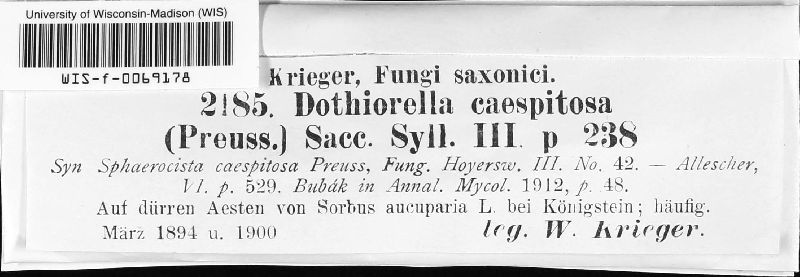 University of Wisconsin-Madison (WIS)
WIS-f-0069178
Krieger, Fungi saxonici.
2185. Dothiorella caespitosa
(Preuss.) Sacc. Syll. III. p 238
Syn Sphaerocista caespitosa Preuss, Fung. Hoyersw. III. No. 42. — Allescher,
VI. p. 529. Bubák in Annal. Mycol. 1912, p. 48.
Auf dürren Aesten von Sorbus aucuparia L. bei Königstein; häufig.
März 1894 u. 1900 leg. W. Krieger.